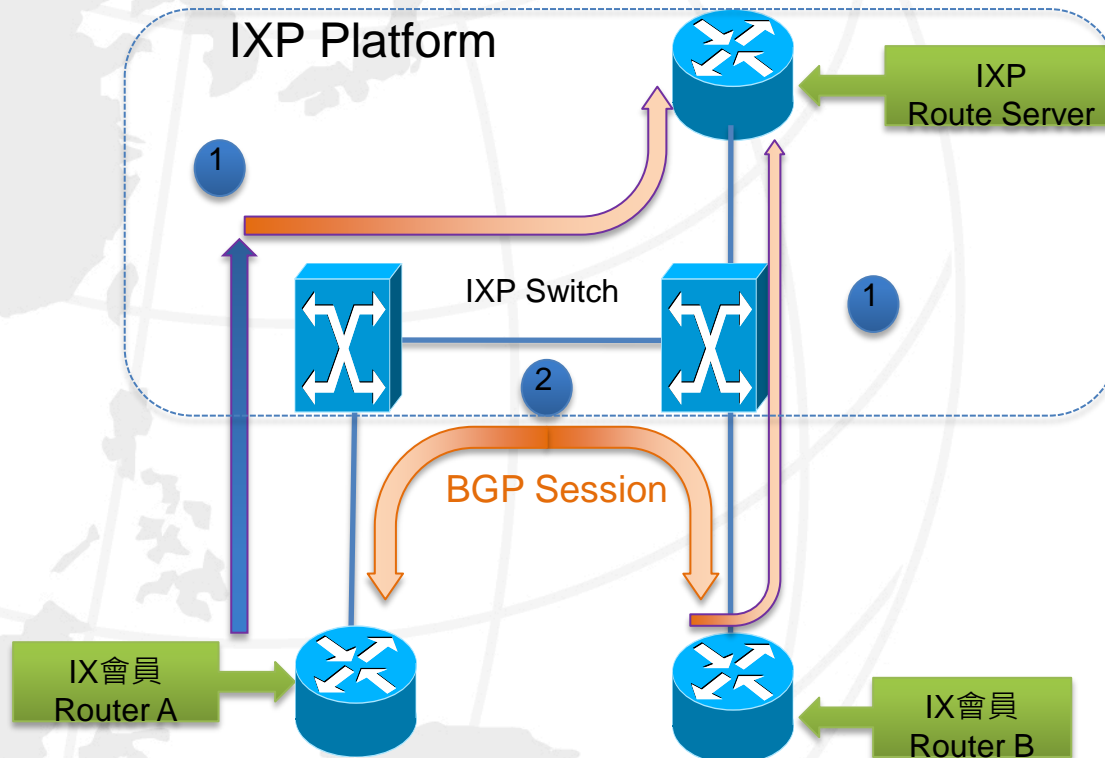 IXP Platform
IXP
Route Server
1
IXP Switch
1
2
BGP Session
IX會員
Router A
IX會員
Router B